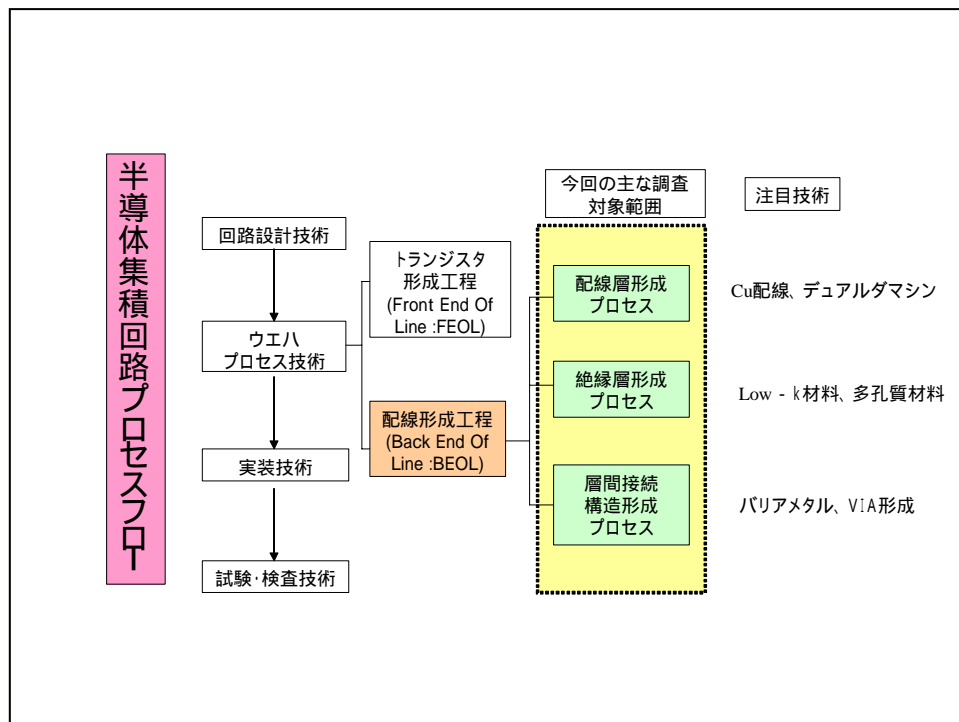 半導体集積回路プロセスフロー
今回の主な調査
対象範囲
注目技術
回路設計技術
トランジスタ
形成工程
(Front End Of
Line :FEOL)
配線層形成
プロセス
Cu配線、デュアルダマシン
ウエハ
プロセス技術
絶縁層形成
プロセス
Low - k材料、多孔質材料
配線形成工程
(Back End Of
Line :BEOL)
実装技術
層間接続
構造形成
プロセス
バリアメタル、VIA形成
試験･検査技術